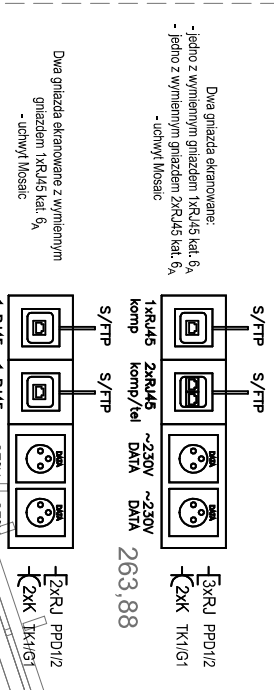 Dwa gniazda ekranowane:
- jedno z wymiennym gniazdem 1xRJ45 kat. 6A
- jedno z wymiennym gniazdem 2xRJ45 kat. 6A
- uchwyt Mosaic
S/FTP
S/FTP
DATA
DATA
1xRJ45 komp
2xRJ45 komp/tel
~230V DATA
~230V DATA
3xRJ PPD1/2
2xK TK1/G1
263,88
Dwa gniazda ekranowane z wymiennym
gniazdem 1xRJ45 kat. 6A
- uchwyt Mosaic
S/FTP
S/FTP
DATA
DATA
2xRJ PPD1/2
2xK TK1/G1